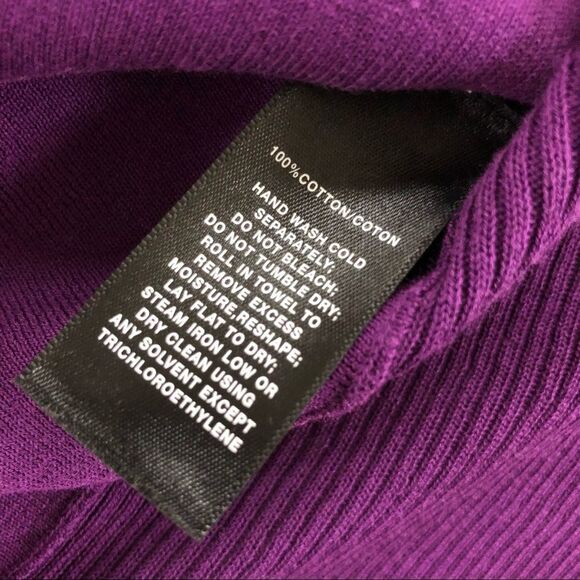 100%COTTON/COTON
HAND WASH COLD
SEPARATELY.
DO NOT BLEACH;
DO NOT TUMBLE DRY;
ROLL IN TOWEL TO
REMOVE EXCESS
MOISTURE,RESHAPE;
LAY FLAT TO DRY;
STEAM IRON LOW OR
DRY CLEAN USING
ANY SOLVENT EXCEPT
TRICHLOROETHYLENE